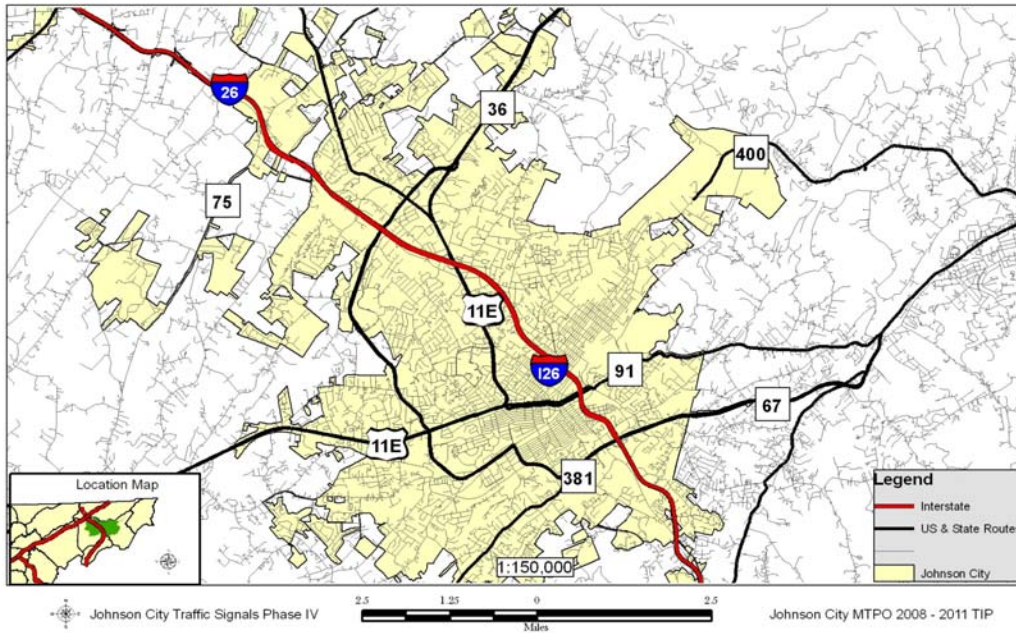 26
36
400
75
11E
I26
91
67
11E
381
Location Map
Legend
Interstate
US & State Route
Johnson City
1:150,000
Johnson City Traffic Signals Phase IV
2.5 1.25 0 2.5
Miles
Johnson City MTPO 2008 - 2011 TIP